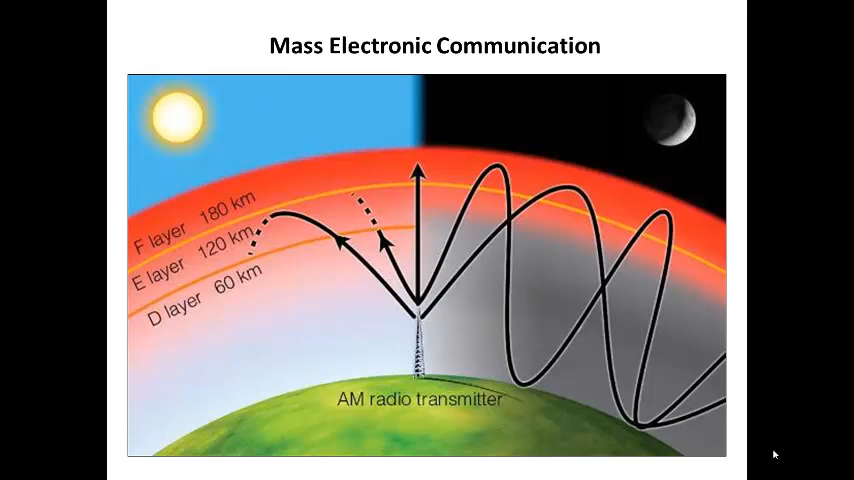 Mass Electronic Communication
F layer 180 km
E layer 120 km
D layer 60 km
AM radio transmitter